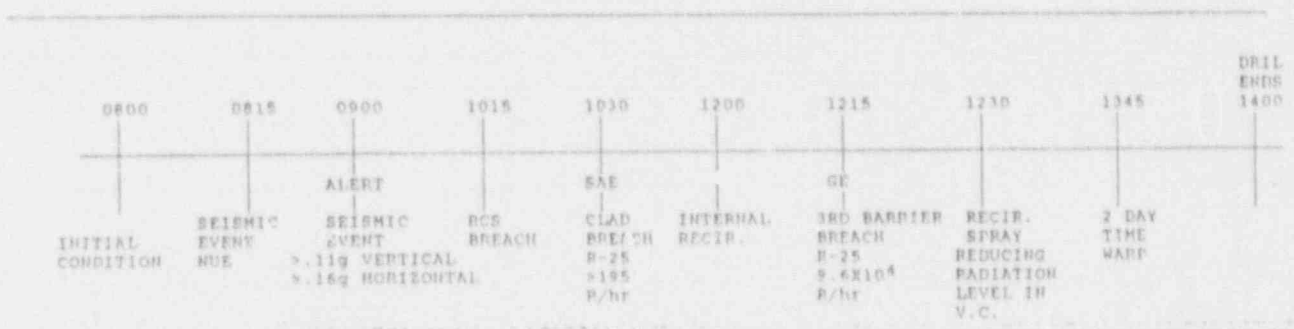 DRIL
ENDS
0800 0815 0900 1015 1030 1200 1215 1230 1345 1400
ALERT SAE GE
SEISMIC SEISMIC RCS CLAD INTERNAL 3RD BARRIER RECIR. 2 DAY
INITIAL EVENT EVENT BREACH BREACH RECIR. BREACH SPRAY TIME
CONDITION NUE >.11g VERTICAL R-25 R-25 REDUCING WARP
>.16g HORIZONTAL >195 9.6X10⁴ RADIATION
R/hr R/hr LEVEL IN
V.C.